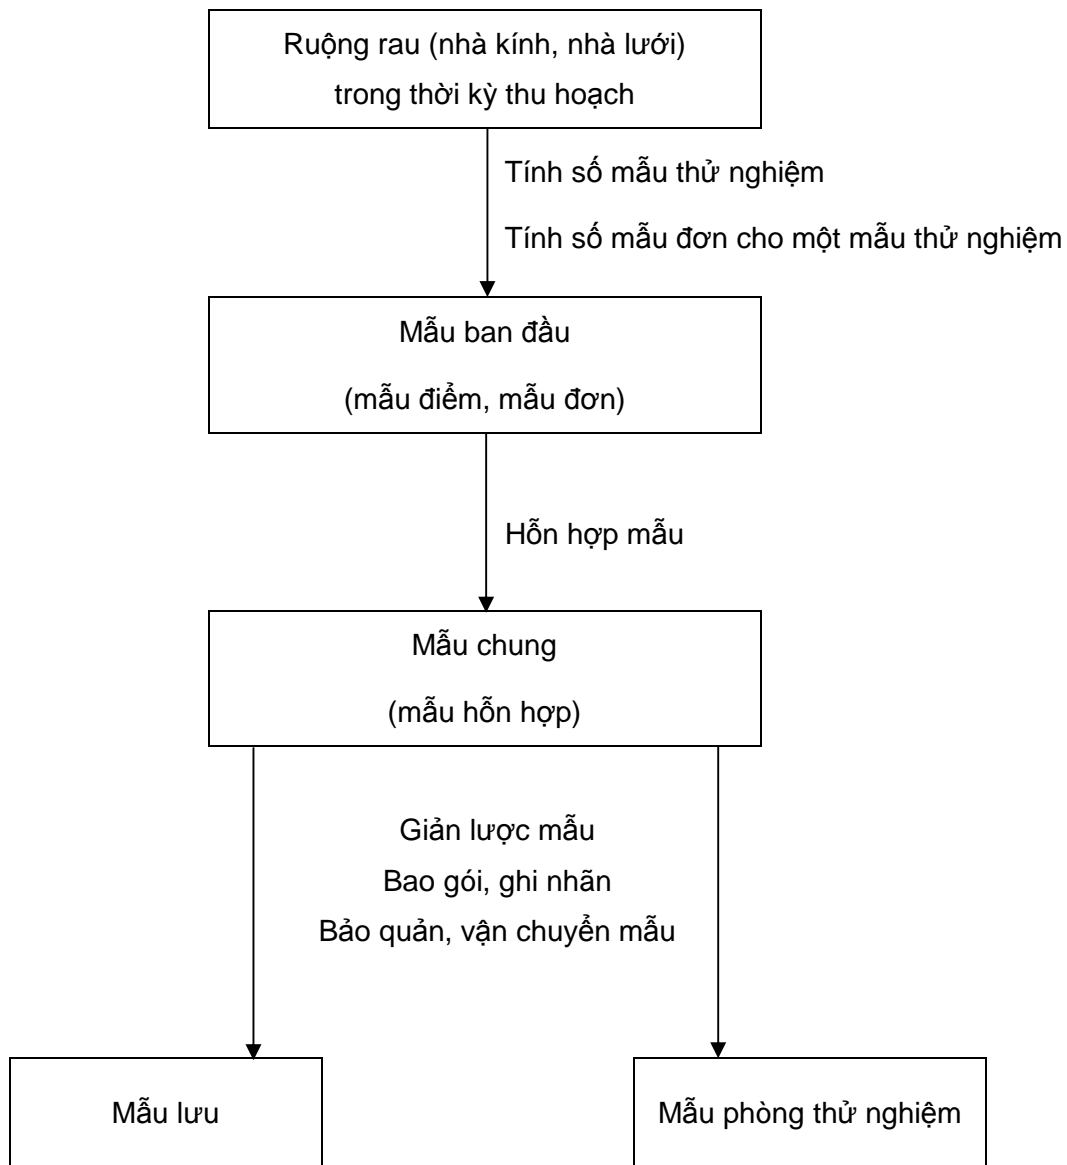 Ruộng rau (nhà kính, nhà lưới)
trong thời kỳ thu hoạch
Tính số mẫu thử nghiệm
Tính số mẫu đơn cho một mẫu thử nghiệm
Mẫu ban đầu
(mẫu điểm, mẫu đơn)
Hỗn hợp mẫu
Mẫu chung
(mẫu hỗn hợp)
Giản lược mẫu
Bao gói, ghi nhãn
Bảo quản, vận chuyển mẫu
Mẫu lưu
Mẫu phòng thử nghiệm